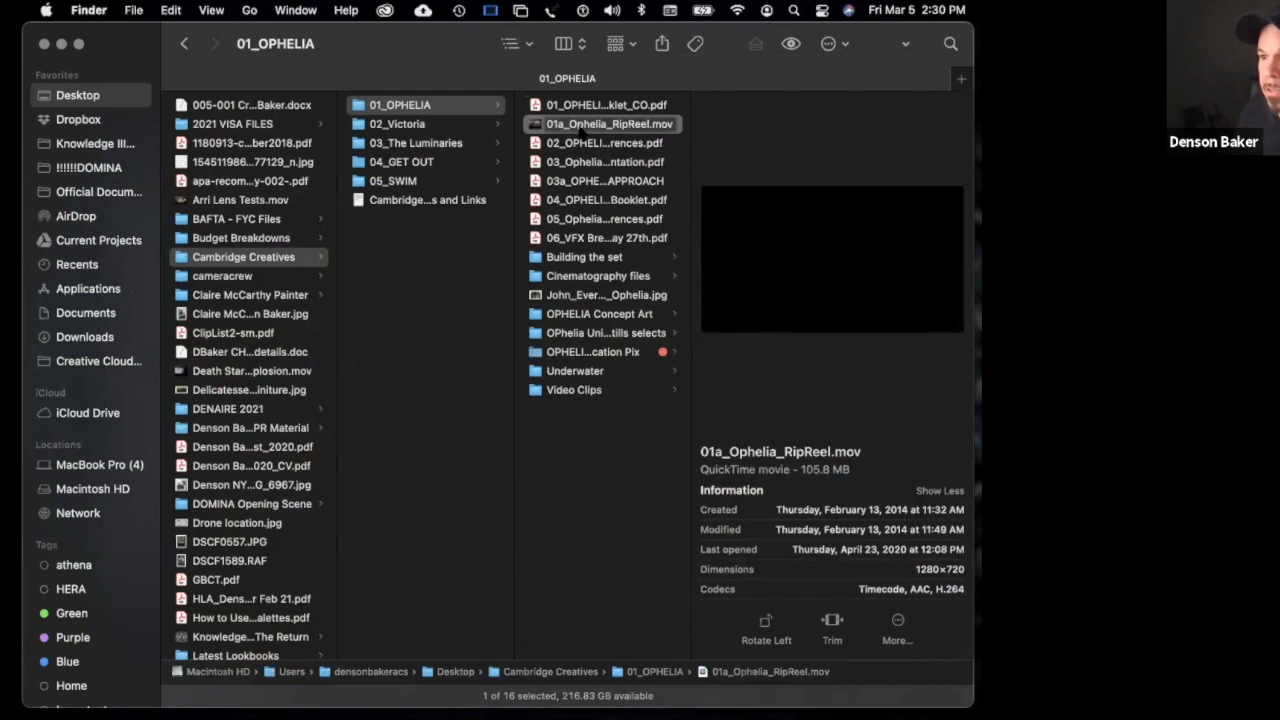 Finder File Edit View Go Window Help Fri Mar 5 2:30 PM
01_OPHELIA
01_OPHELIA
Favorites
Desktop
Dropbox
Knowledge III...
!!!!!!DOMINA
Official Docum...
AirDrop
Current Projects
Recents
Applications
Documents
Downloads
Creative Cloud...
iCloud
iCloud Drive
Locations
MacBook Pro (4)
Macintosh HD
Network
Tags
athena
HERA
Green
Purple
Blue
Home
005-001 Cr...Baker.docx
2021 VISA FILES
1180913-c...ber2018.pdf
154511986...77129_n.jpg
apa-recom...y-002-.pdf
Arri Lens Tests.mov
BAFTA - FYC Files
Budget Breakdowns
Cambridge Creatives
cameracrew
Claire McCarthy Painter
Claire McC...n Baker.jpg
ClipList2-sm.pdf
DBaker CH...details.doc
Death Star...plosion.mov
Delicatesse...initure.jpg
DENAIRE 2021
Denson Ba...PR Material
Denson Ba...st_2020.pdf
Denson Ba...020_CV.pdf
Denson NY...G_6967.jpg
DOMINA Opening Scene
Drone location.jpg
DSCF0557.JPG
DSCF1589.RAF
GBCT.pdf
HLA_Dens...r Feb 21.pdf
How to Use...alettes.pdf
Knowledge...The Return
Latest Lookbooks
01_OPHELIA
02_Victoria
03_The Luminaries
04_GET OUT
05_SWIM
Cambridge...s and Links
01_OPHELI...klet_CO.pdf
01a_Ophelia_RipReel.mov
02_OPHELI...rences.pdf
03_Ophelia...ntation.pdf
03a_OPHE...APPROACH
04_OPHELI...Booklet.pdf
05_Ophelia...rences.pdf
06_VFX Bre...ay 27th.pdf
Building the set
Cinematography files
John_Ever..._Ophelia.jpg
OPHELIA Concept Art
OPhelia Uni...tills selects
OPHELI...cation Pix
Underwater
Video Clips
01a_Ophelia_RipReel.mov
QuickTime movie - 105.8 MB
Information Show Less
Created Thursday, February 13, 2014 at 11:32 AM
Modified Thursday, February 13, 2014 at 11:49 AM
Last opened Thursday, April 23, 2020 at 12:08 PM
Dimensions 1280×720
Codecs Timecode, AAC, H.264
Rotate Left Trim More...
Macintosh HD Users densonbakeracs Desktop Cambridge Creatives 01_OPHELIA 01a_Ophelia_RipReel.mov
1 of 16 selected, 216.83 GB available
Denson Baker